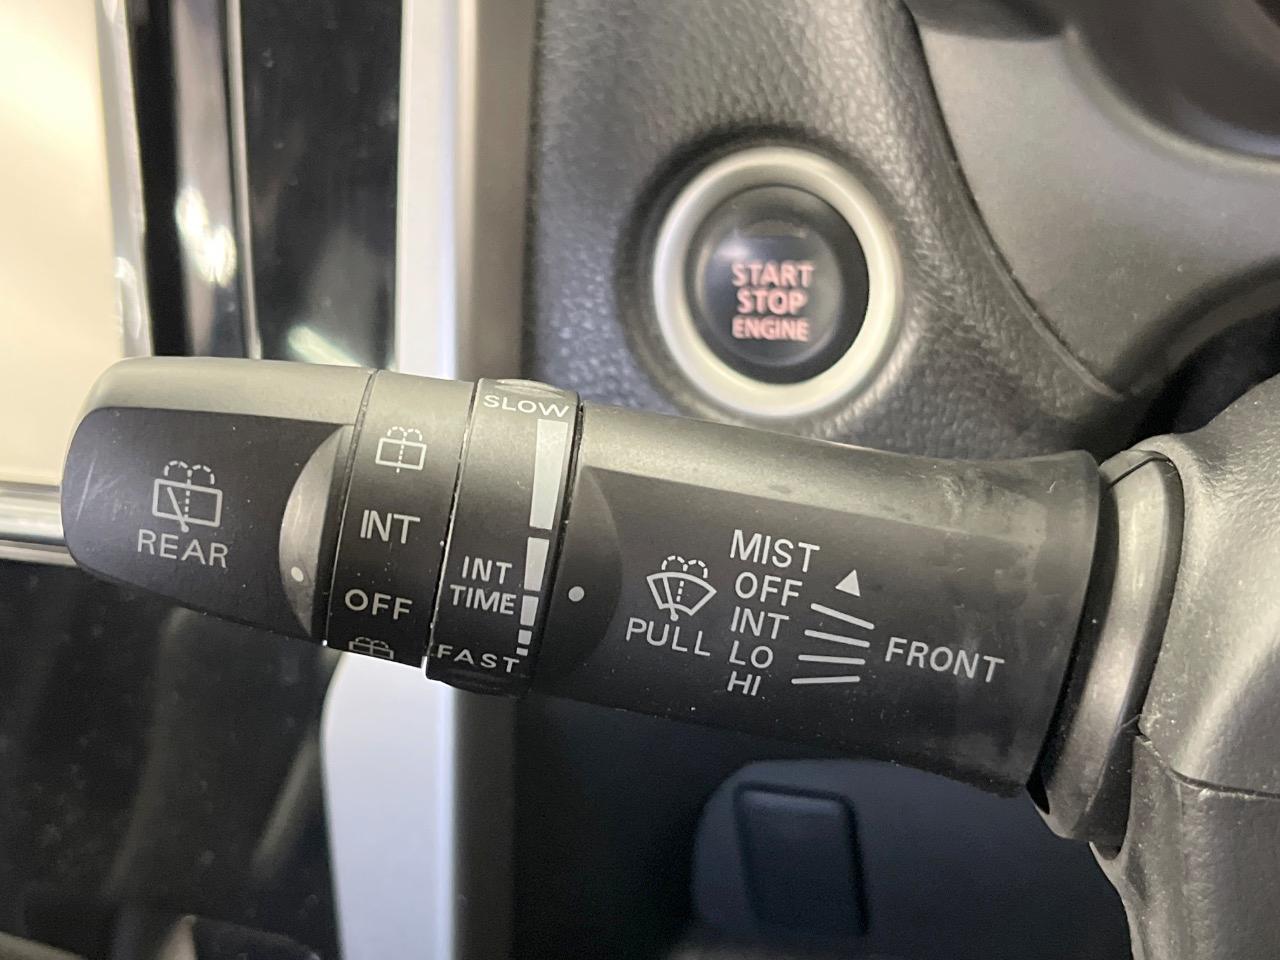 START
STOP
ENGINE
REAR
INT
OFF
SLOW
INT
TIME
FAST
PULL
MIST
OFF
INT
LO
HI
FRONT